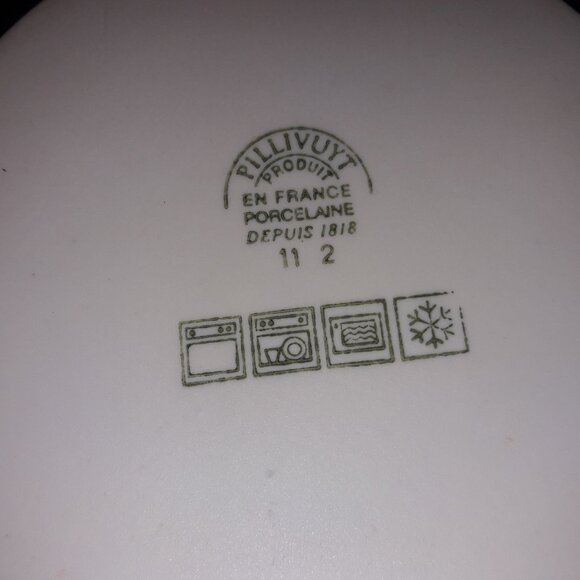 PILLIVUYT
PRODUIT
EN FRANCE
PORCELAINE
DEPUIS 1818
11 2